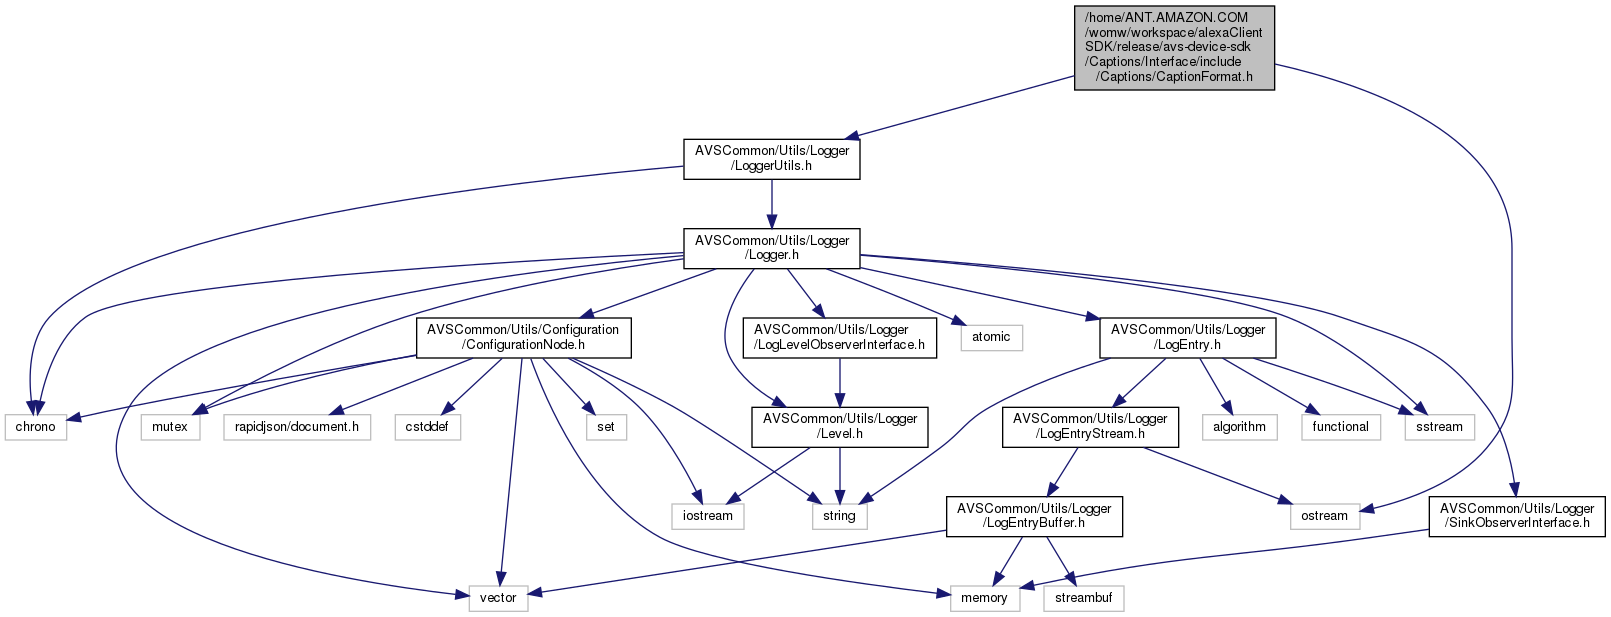 /home/ANT.AMAZON.COM
/womw/workspace/alexaClient
SDK/release/avs-device-sdk
/Captions/Interface/include
/Captions/CaptionFormat.h
AVSCommon/Utils/Logger
/LoggerUtils.h
AVSCommon/Utils/Logger
/Logger.h
AVSCommon/Utils/Configuration
/ConfigurationNode.h
AVSCommon/Utils/Logger
/LogLevelObserverInterface.h
atomic
AVSCommon/Utils/Logger
/LogEntry.h
chrono
mutex
rapidjson/document.h
cstddef
set
AVSCommon/Utils/Logger
/Level.h
AVSCommon/Utils/Logger
/LogEntryStream.h
algorithm
functional
sstream
iostream
string
AVSCommon/Utils/Logger
/LogEntryBuffer.h
ostream
AVSCommon/Utils/Logger
/SinkObserverInterface.h
vector
memory
streambuf